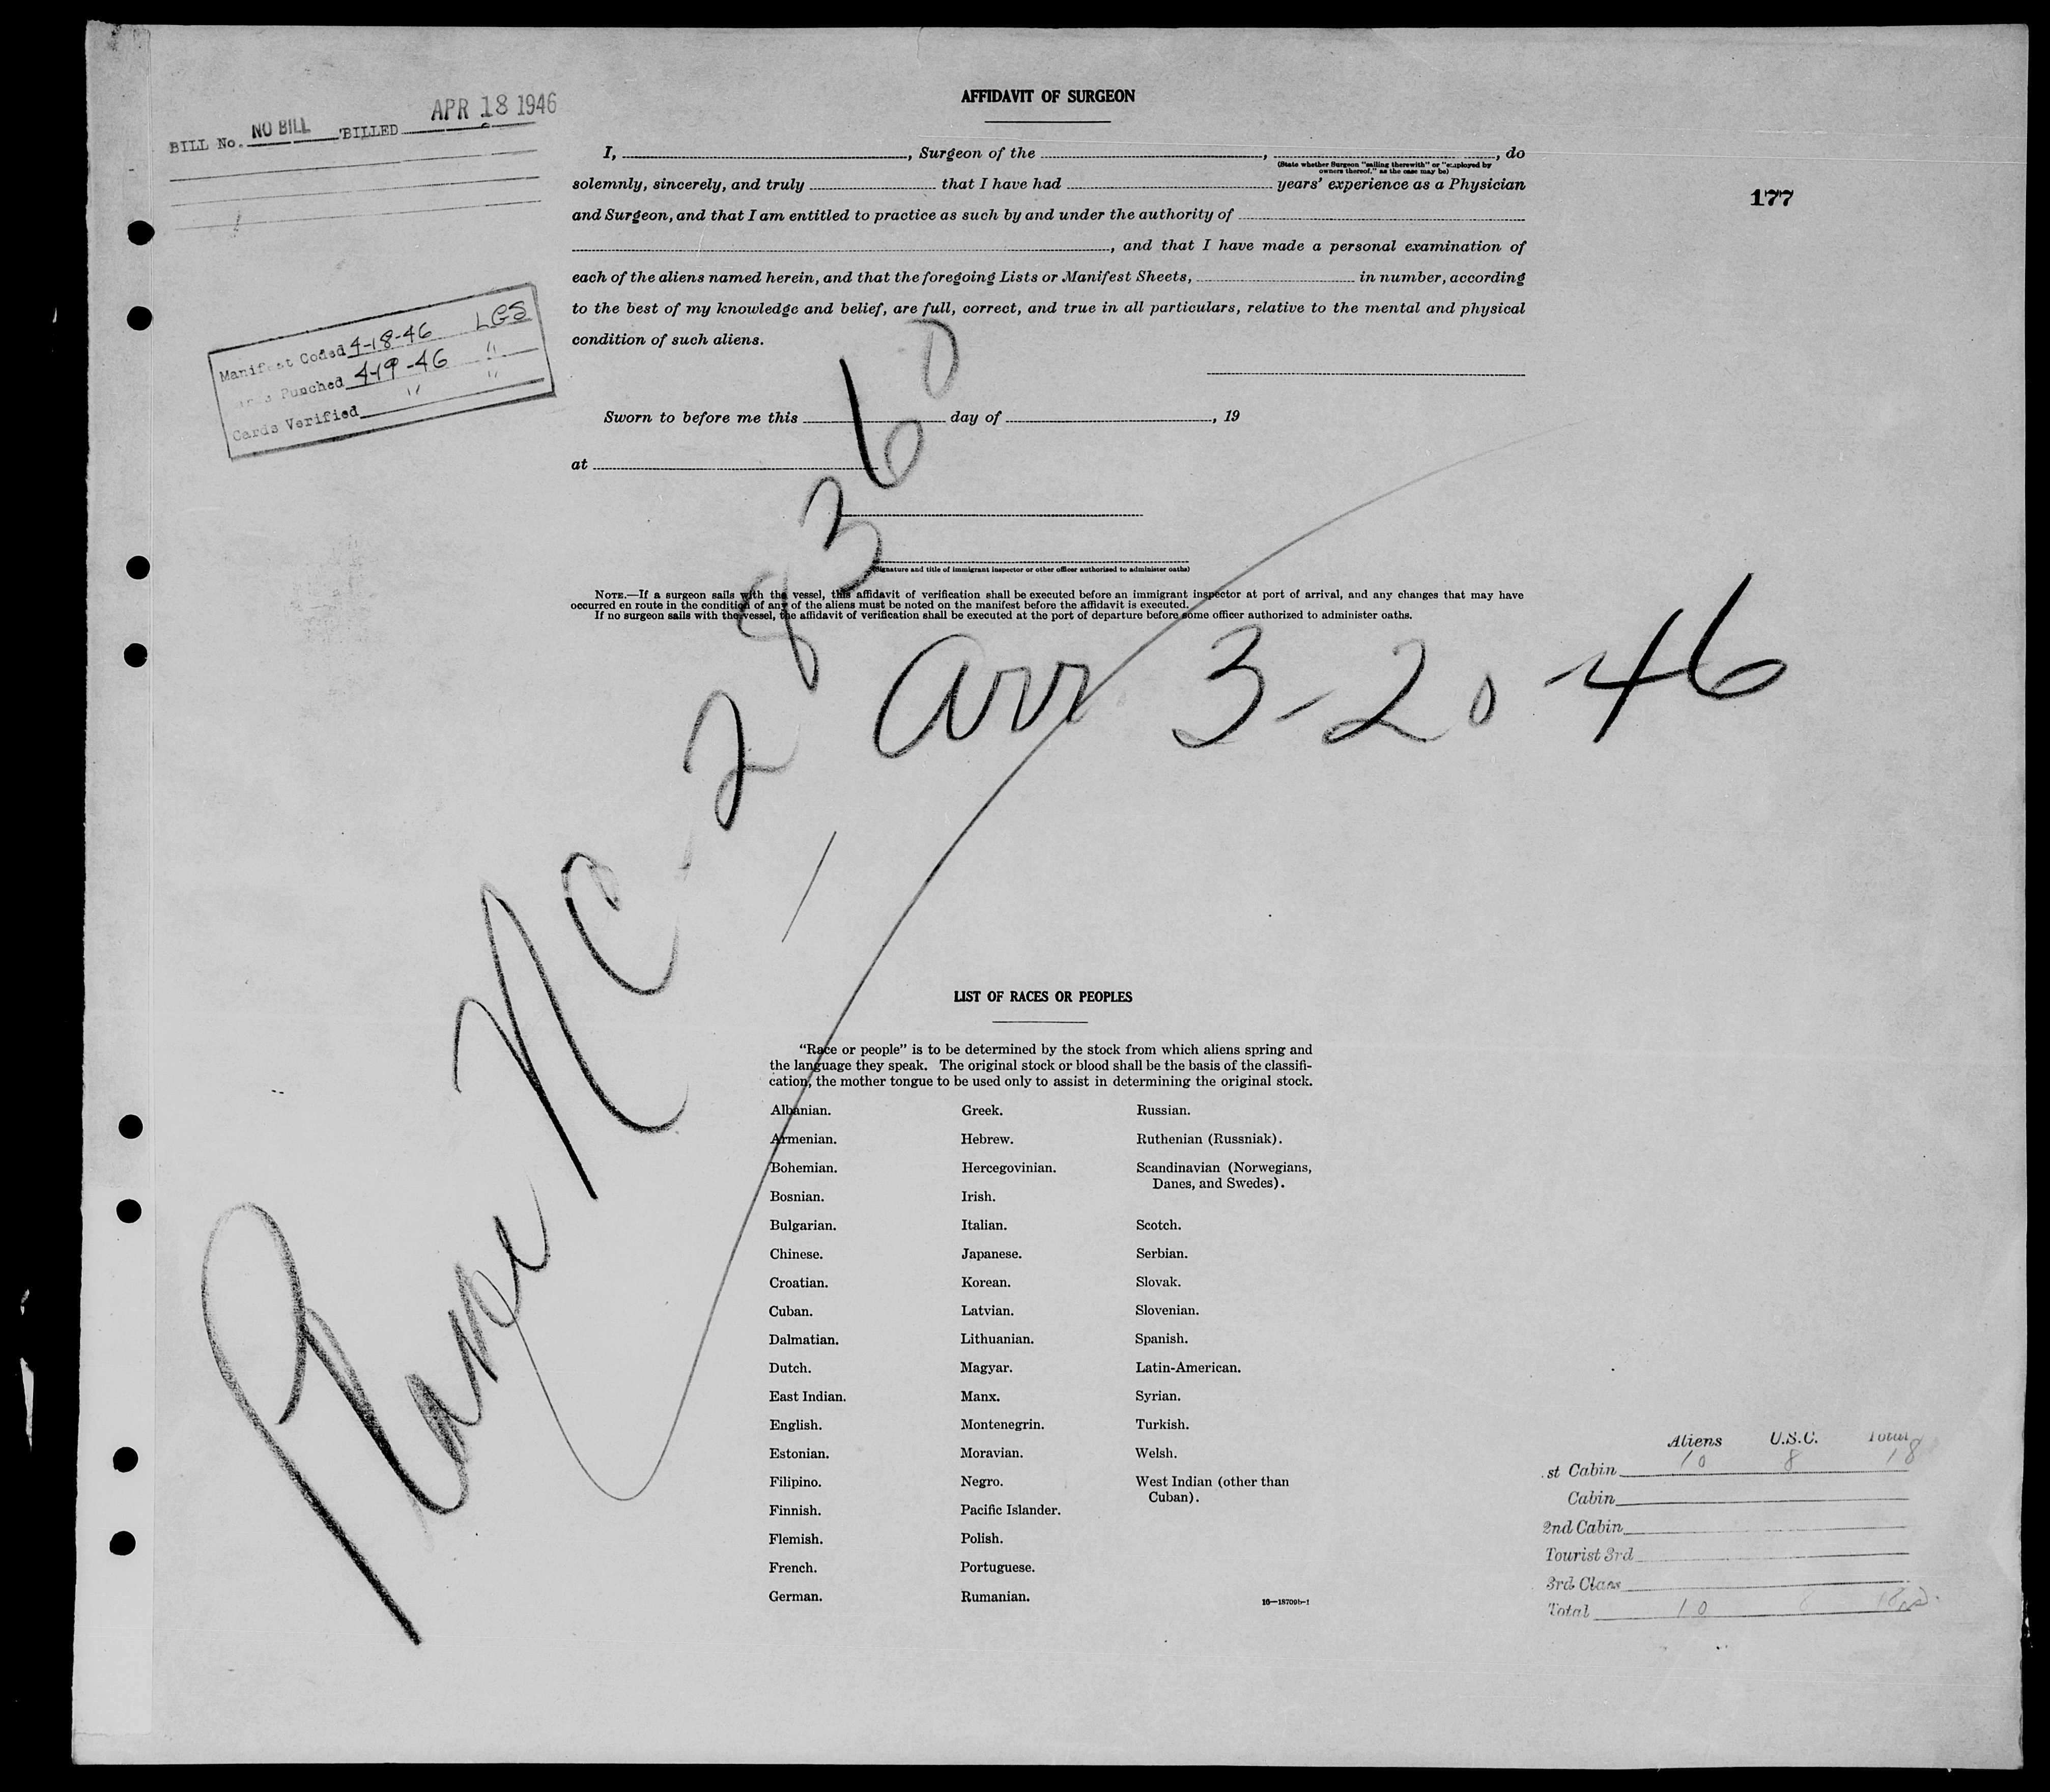 APR 18 1946
BILL No. NO BILL BILLED
Manifest Coded 4-18-46 LGS
Punched 4-19-46 "
Cards Verified " "
177
AFFIDAVIT OF SURGEON
I, , Surgeon of the , , do
(State whether Surgeon "sailing therewith" or "employed by
owners thereof," as the case may be)
solemnly, sincerely, and truly that I have had years' experience as a Physician
and Surgeon, and that I am entitled to practice as such by and under the authority of
, and that I have made a personal examination of
each of the aliens named herein, and that the foregoing Lists or Manifest Sheets, in number, according
to the best of my knowledge and belief, are full, correct, and true in all particulars, relative to the mental and physical
condition of such aliens.
Sworn to before me this day of , 19
at
(Signature and title of immigrant inspector or other officer authorized to administer oaths)
NOTE.—If a surgeon sails with the vessel, this affidavit of verification shall be executed before an immigrant inspector at port of arrival, and any changes that may have
occurred en route in the condition of any of the aliens must be noted on the manifest before the affidavit is executed.
If no surgeon sails with the vessel, the affidavit of verification shall be executed at the port of departure before some officer authorized to administer oaths.
Plane NC-28360
arr 3-20-46
LIST OF RACES OR PEOPLES
"Race or people" is to be determined by the stock from which aliens spring and
the language they speak. The original stock or blood shall be the basis of the classifi-
cation, the mother tongue to be used only to assist in determining the original stock.
Albanian. Greek. Russian.
Armenian. Hebrew. Ruthenian (Russniak).
Bohemian. Hercegovinian. Scandinavian (Norwegians,
Danes, and Swedes).
Bosnian. Irish.
Bulgarian. Italian. Scotch.
Chinese. Japanese. Serbian.
Croatian. Korean. Slovak.
Cuban. Latvian. Slovenian.
Dalmatian. Lithuanian. Spanish.
Dutch. Magyar. Latin-American.
East Indian. Manx. Syrian.
English. Montenegrin. Turkish.
Estonian. Moravian. Welsh.
Filipino. Negro. West Indian (other than
Cuban).
Finnish. Pacific Islander.
Flemish. Polish.
French. Portuguese.
German. Rumanian.
16—18709b-1
Aliens U.S.C. Total
st Cabin 10 8 18
Cabin
2nd Cabin
Tourist 3rd
3rd Class
Total 10 8 18